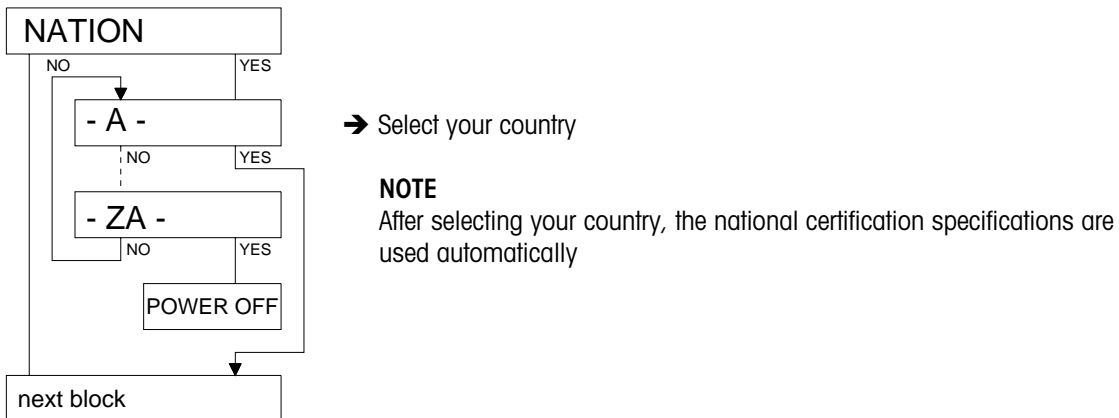 NATION
NO
YES
- A -
➔ Select your country
NO
YES
NOTE
After selecting your country, the national certification specifications are
used automatically
- ZA -
NO
YES
POWER OFF
next block